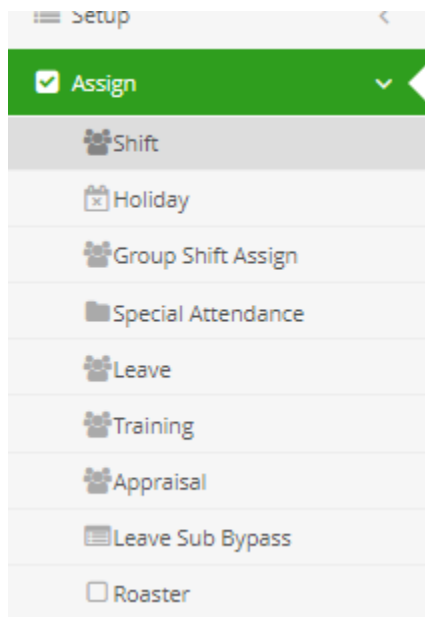 Setup
Assign
Shift
Holiday
Group Shift Assign
Special Attendance
Leave
Training
Appraisal
Leave Sub Bypass
Roaster